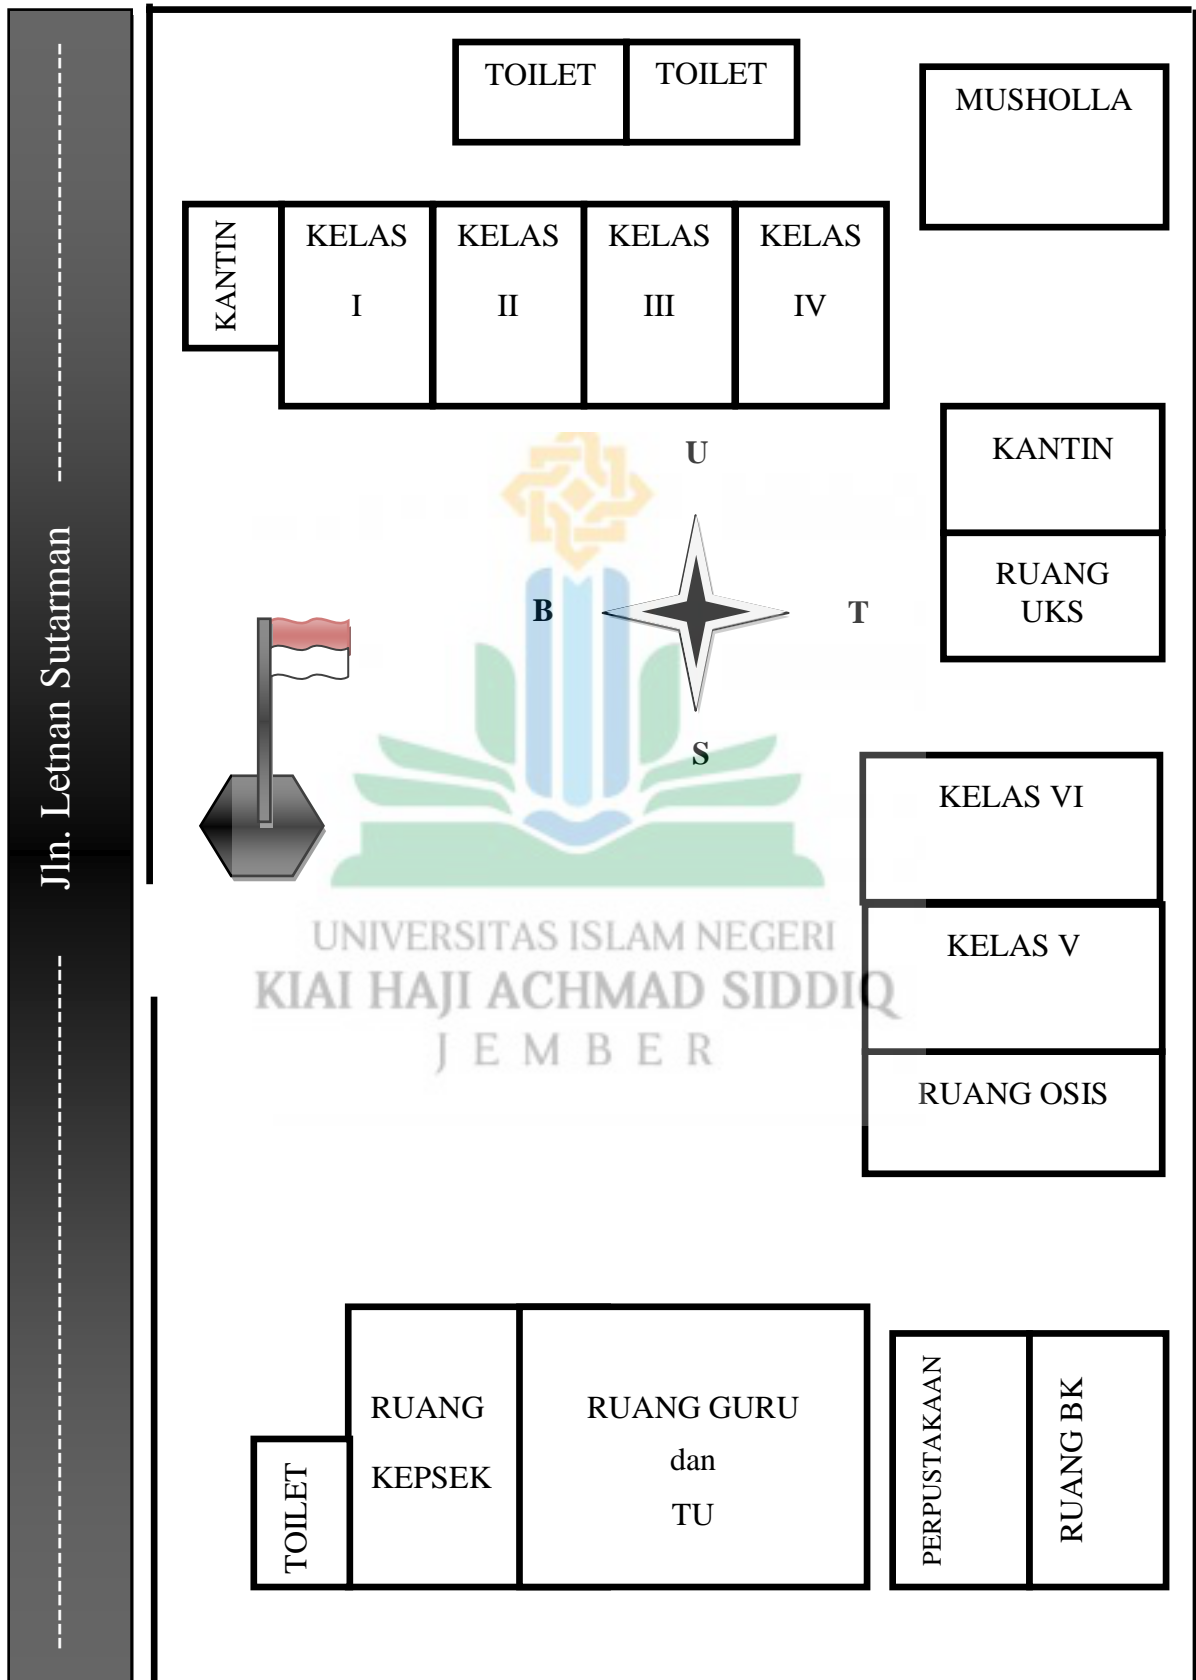 TOILET
TOILET
MUSHOLLA
KANTIN
KELAS
I
KELAS
II
KELAS
III
KELAS
IV
KANTIN
RUANG
UKS
U
B
T
S
Jln. Letnan Sutarman
KELAS VI
KELAS V
RUANG OSIS
UNIVERSITAS ISLAM NEGERI
KIAI HAJI ACHMAD SIDDIQ
JEMBER
TOILET
RUANG
KEPSEK
RUANG GURU
dan
TU
PERPUSTAKAAN
RUANG BK